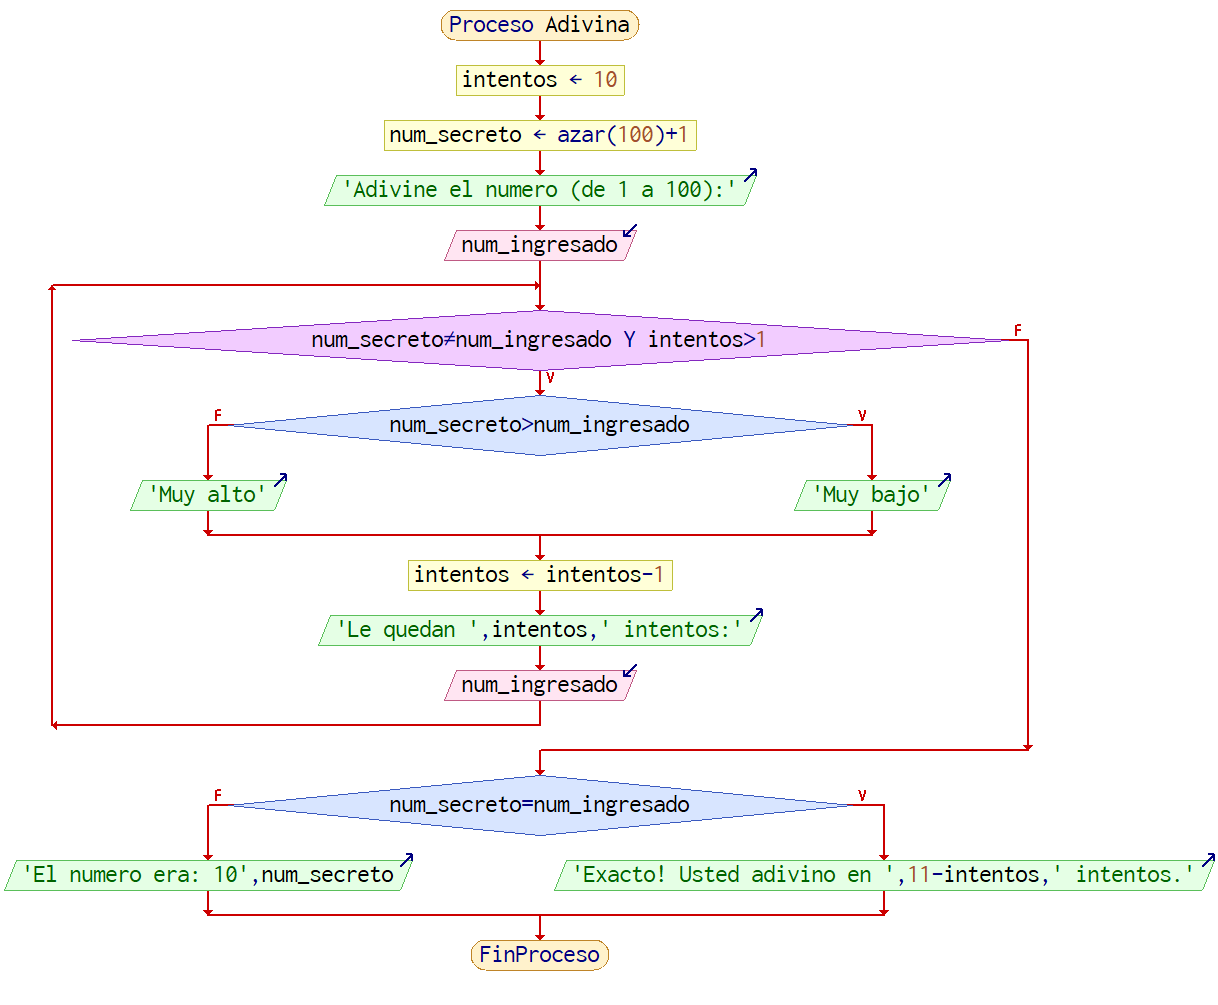 Proceso Adivina
intentos ← 10
num_secreto ← azar(100)+1
'Adivine el numero (de 1 a 100):'
num_ingresado
num_secreto≠num_ingresado Y intentos>1
F
V
num_secreto>num_ingresado
F
V
'Muy alto'
'Muy bajo'
intentos ← intentos-1
'Le quedan ',intentos,' intentos:'
num_ingresado
num_secreto=num_ingresado
F
V
'El numero era: 10',num_secreto
'Exacto! Usted adivino en ',11-intentos,' intentos.'
FinProceso